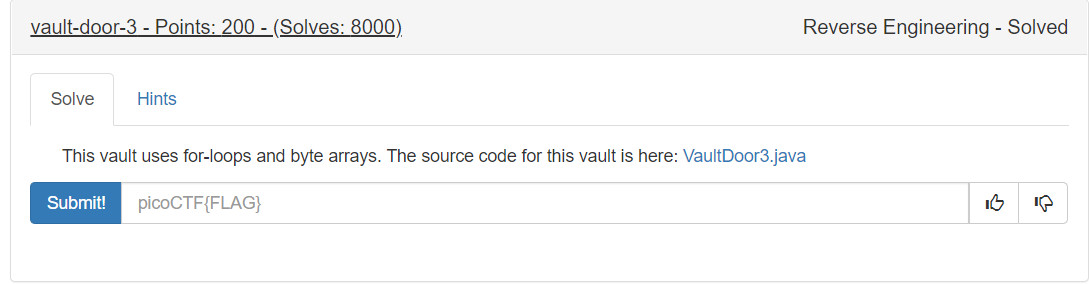 vault-door-3 - Points: 200 - (Solves: 8000) Reverse Engineering - Solved
Solve Hints
This vault uses for-loops and byte arrays. The source code for this vault is here: VaultDoor3.java
Submit! picoCTF{FLAG}